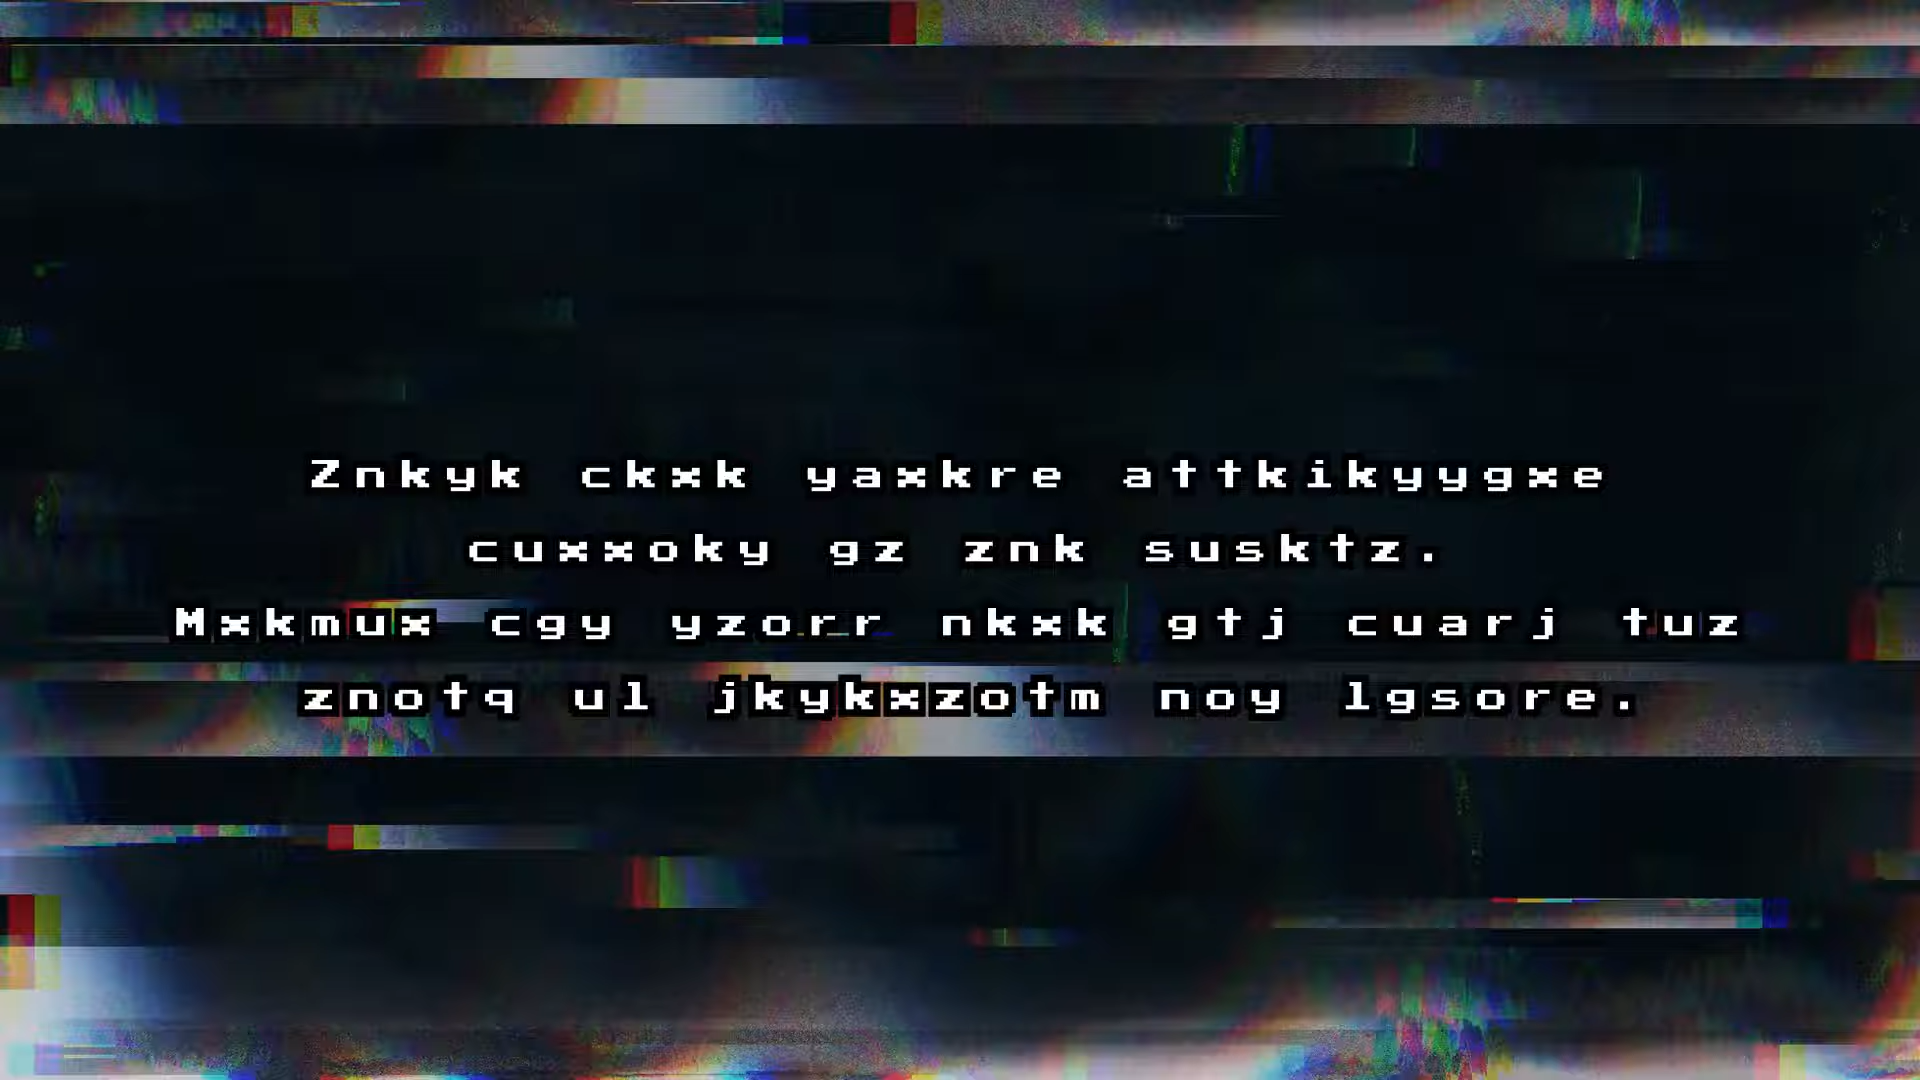 Znkyk ckxk yaxkre attkikyygxe
cuxxoky gz znk susktz.
Mxkmux cgy yzorr nkxk gtj cuarj tuz
znotq ul jkykxzotm noy lgsore.